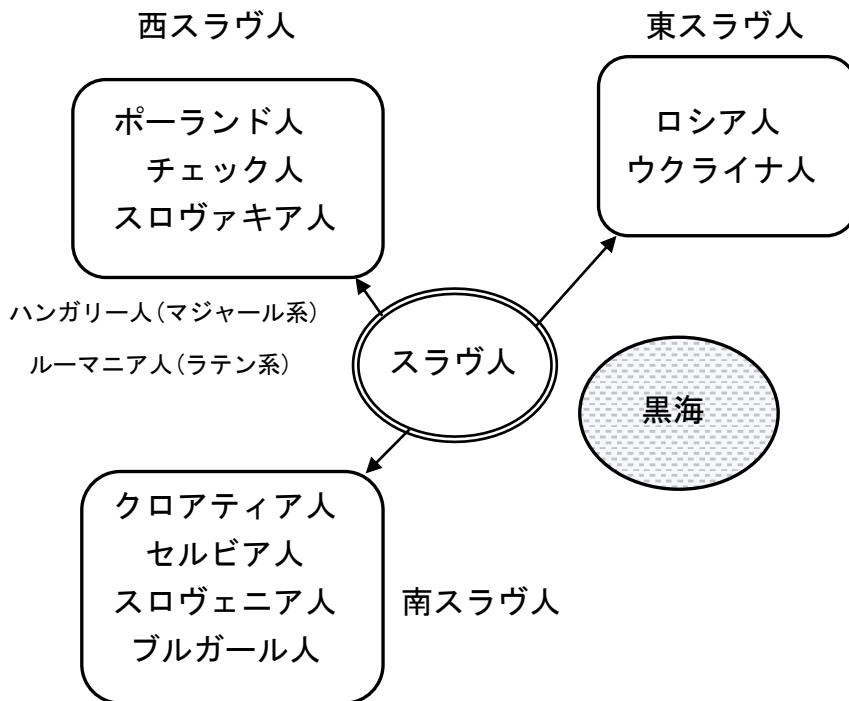 西スラヴ人
ポーランド人
チェック人
スロヴァキア人
東スラヴ人
ロシア人
ウクライナ人
ハンガリー人(マジャール系)
ルーマニア人(ラテン系)
スラヴ人
黒海
クロアティア人
セルビア人
スロヴェニア人
ブルガール人
南スラヴ人